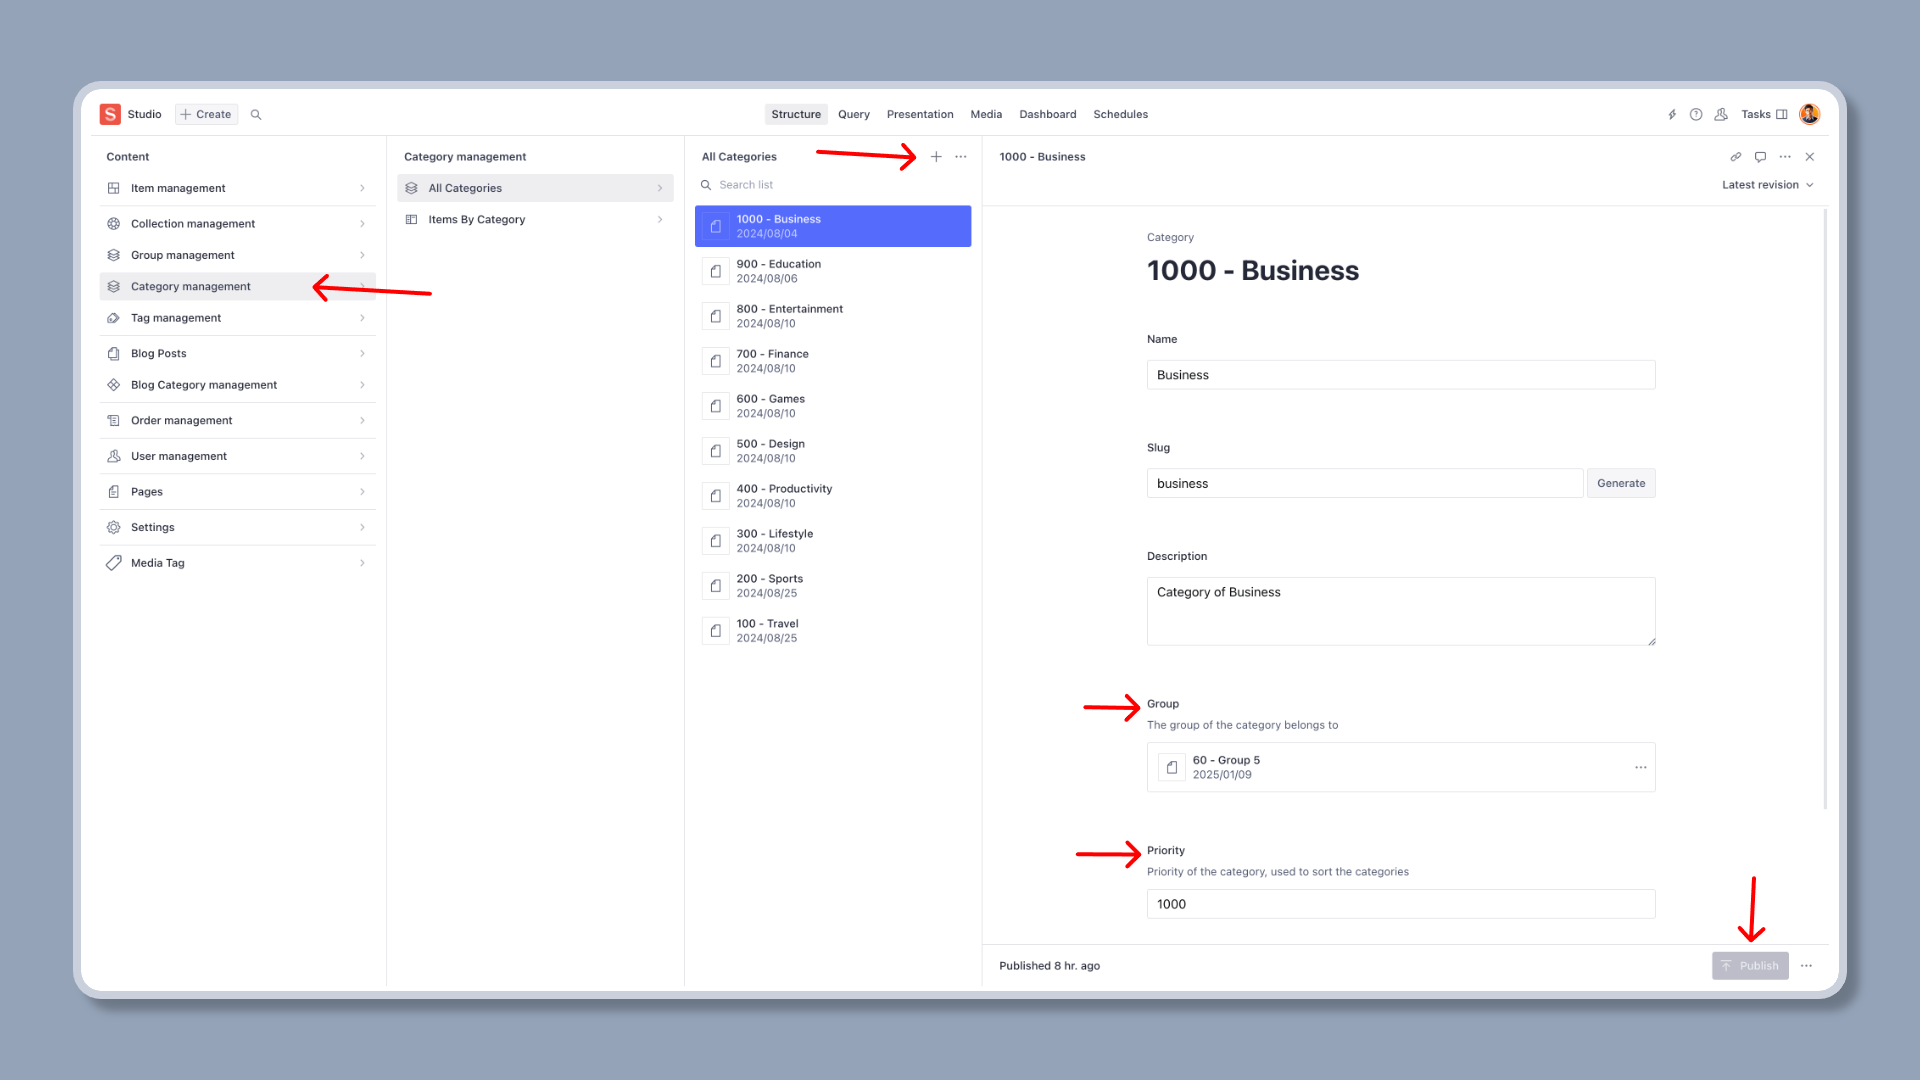 S Studio
Create
Structure
Query
Presentation
Media
Dashboard
Schedules
Tasks
Content
Item management
Collection management
Group management
Category management
Tag management
Blog Posts
Blog Category management
Order management
User management
Pages
Settings
Media Tag
Category management
All Categories
Items By Category
All Categories
Search list
1000 - Business
2024/08/04
900 - Education
2024/08/06
800 - Entertainment
2024/08/10
700 - Finance
2024/08/10
600 - Games
2024/08/10
500 - Design
2024/08/10
400 - Productivity
2024/08/10
300 - Lifestyle
2024/08/10
200 - Sports
2024/08/25
100 - Travel
2024/08/25
1000 - Business
Latest revision
Category
1000 - Business
Name
Business
Slug
business
Generate
Description
Category of Business
Group
The group of the category belongs to
60 - Group 5
2025/01/09
Priority
Priority of the category, used to sort the categories
1000
Published 8 hr. ago
Publish